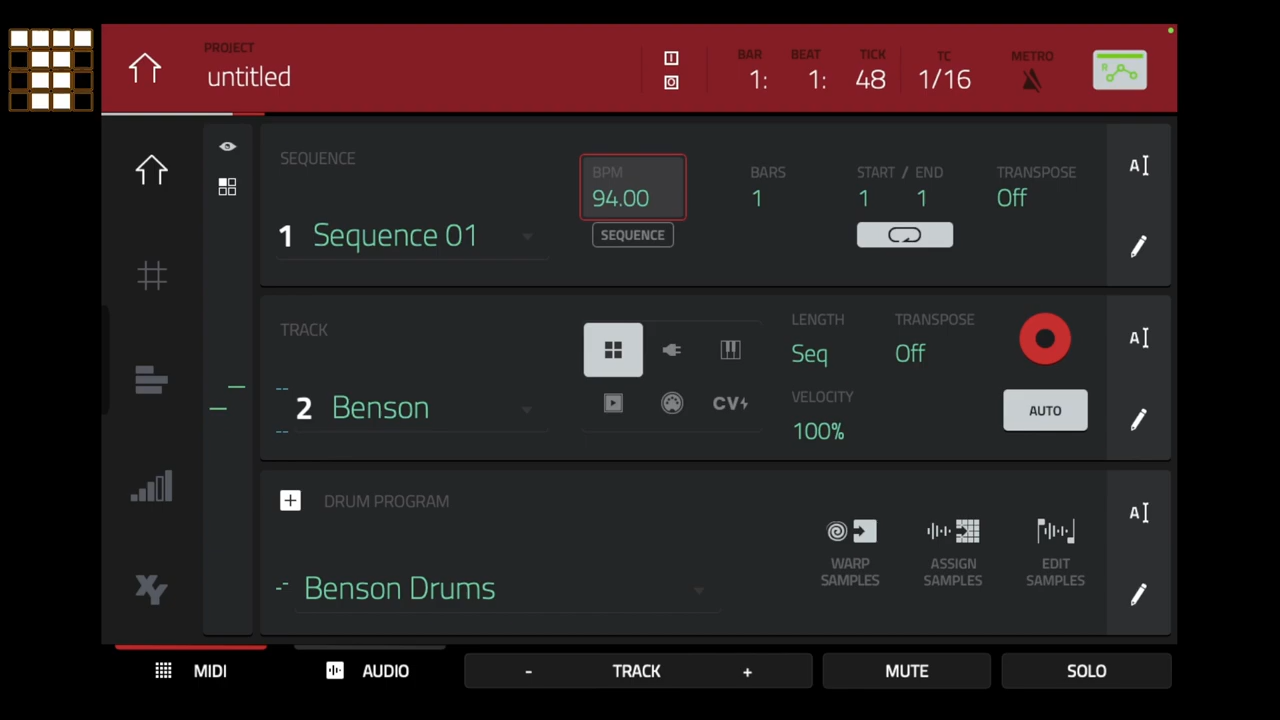 PROJECT
untitled
BAR BEAT TICK TC METRO
1: 1: 48 1/16
R
SEQUENCE
1 Sequence 01
BPM
94.00
SEQUENCE
BARS
1
START / END
1 1
TRANSPOSE
Off
TRACK
2 Benson
CV
LENGTH
Seq
TRANSPOSE
Off
VELOCITY
100%
AUTO
DRUM PROGRAM
Benson Drums
WARP
SAMPLES
ASSIGN
SAMPLES
EDIT
SAMPLES
A
A
A
XY
MIDI AUDIO - TRACK + MUTE SOLO